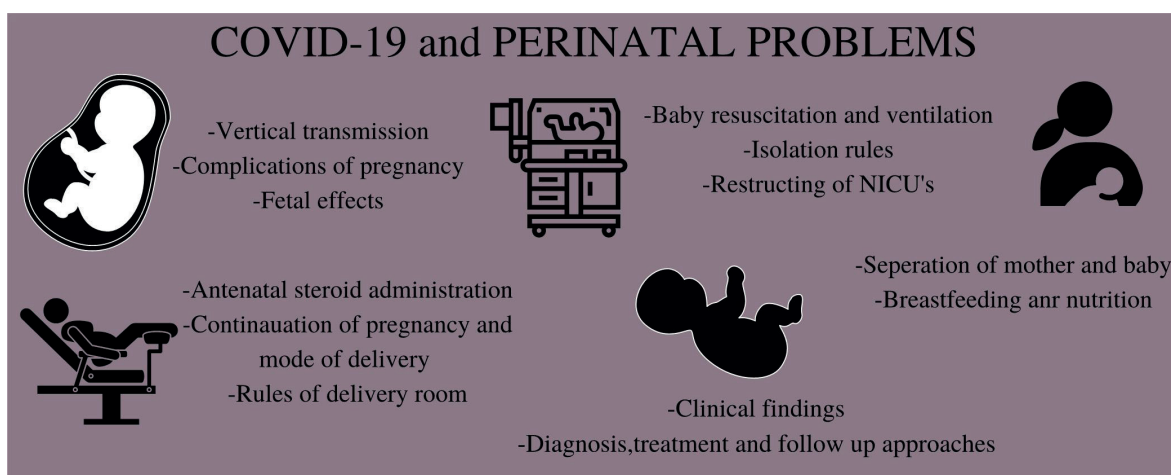 COVID-19 and PERINATAL PROBLEMS
-Vertical transmission
-Complications of pregnancy
-Fetal effects
-Baby resuscitation and ventilation
-Isolation rules
-Restructing of NICU's
-Antenatal steroid administration
-Continauation of pregnancy and
mode of delivery
-Rules of delivery room
-Seperation of mother and baby
-Breastfeeding anr nutrition
-Clinical findings
-Diagnosis,treatment and follow up approaches